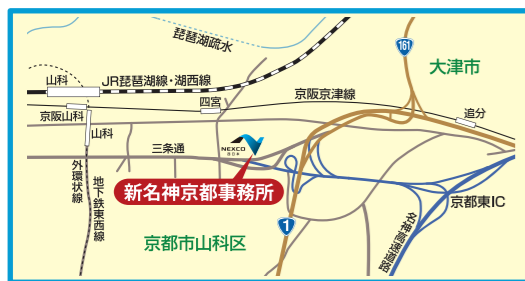 琵琶湖疏水
161
大津市
山科
JR琵琶湖線・湖西線
四宮
京阪京津線
追分
京阪山科
山科
三条通
NEXCO
西日本
新名神京都事務所
外環状線
地下鉄東西線
京都東IC
1
京都市山科区
名神高速道路